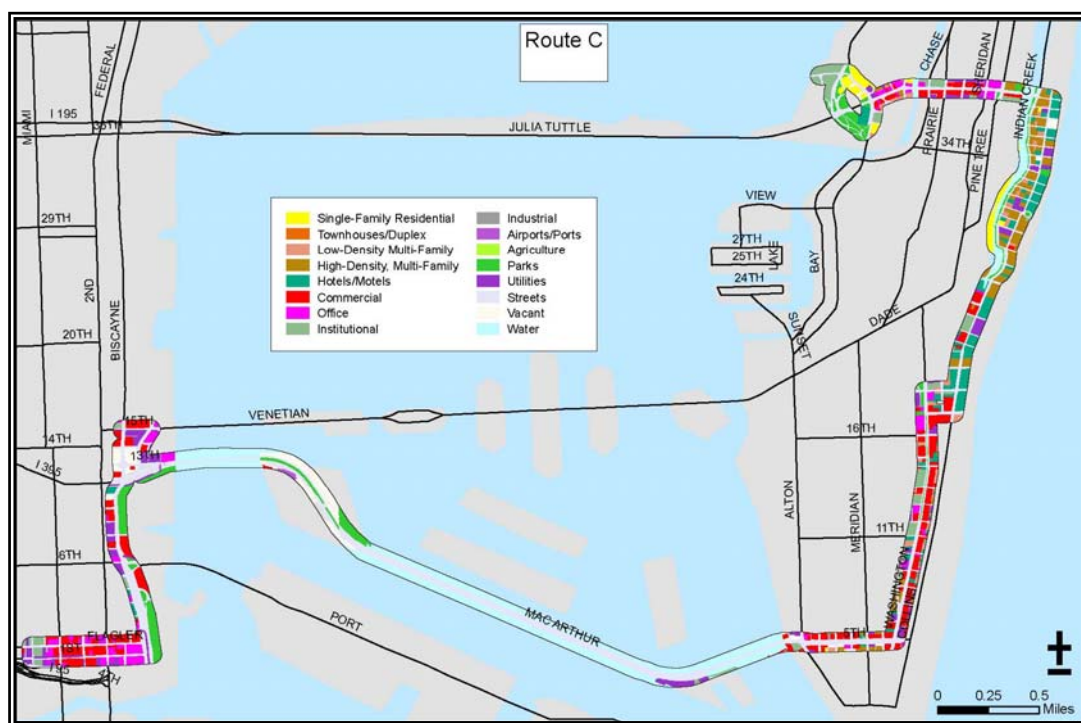 Route C
CHASE
SHERIDAN
INDIAN CREEK
FEDERAL
MIAMI
I 195
36TH
JULIA TUTTLE
PRAIRIE
34TH
PINE TREE
VIEW
29TH
27TH
25TH
LAKE
BAY
24TH
Single-Family Residential
Townhouses/Duplex
Low-Density Multi-Family
High-Density, Multi-Family
Hotels/Motels
Commercial
Office
Institutional
Industrial
Airports/Ports
Agriculture
Parks
Utilities
Streets
Vacant
Water
2ND
BISCAYNE
20TH
SUNSET
DADE
VENETIAN
15TH
14TH
13TH
I 395
16TH
ALTON
MERIDIAN
11TH
WASHINGTON
COLLINS
6TH
PORT
MAC ARTHUR
5TH
FLAGLER
1ST
I 95
4TH
0 0.25 0.5
Miles